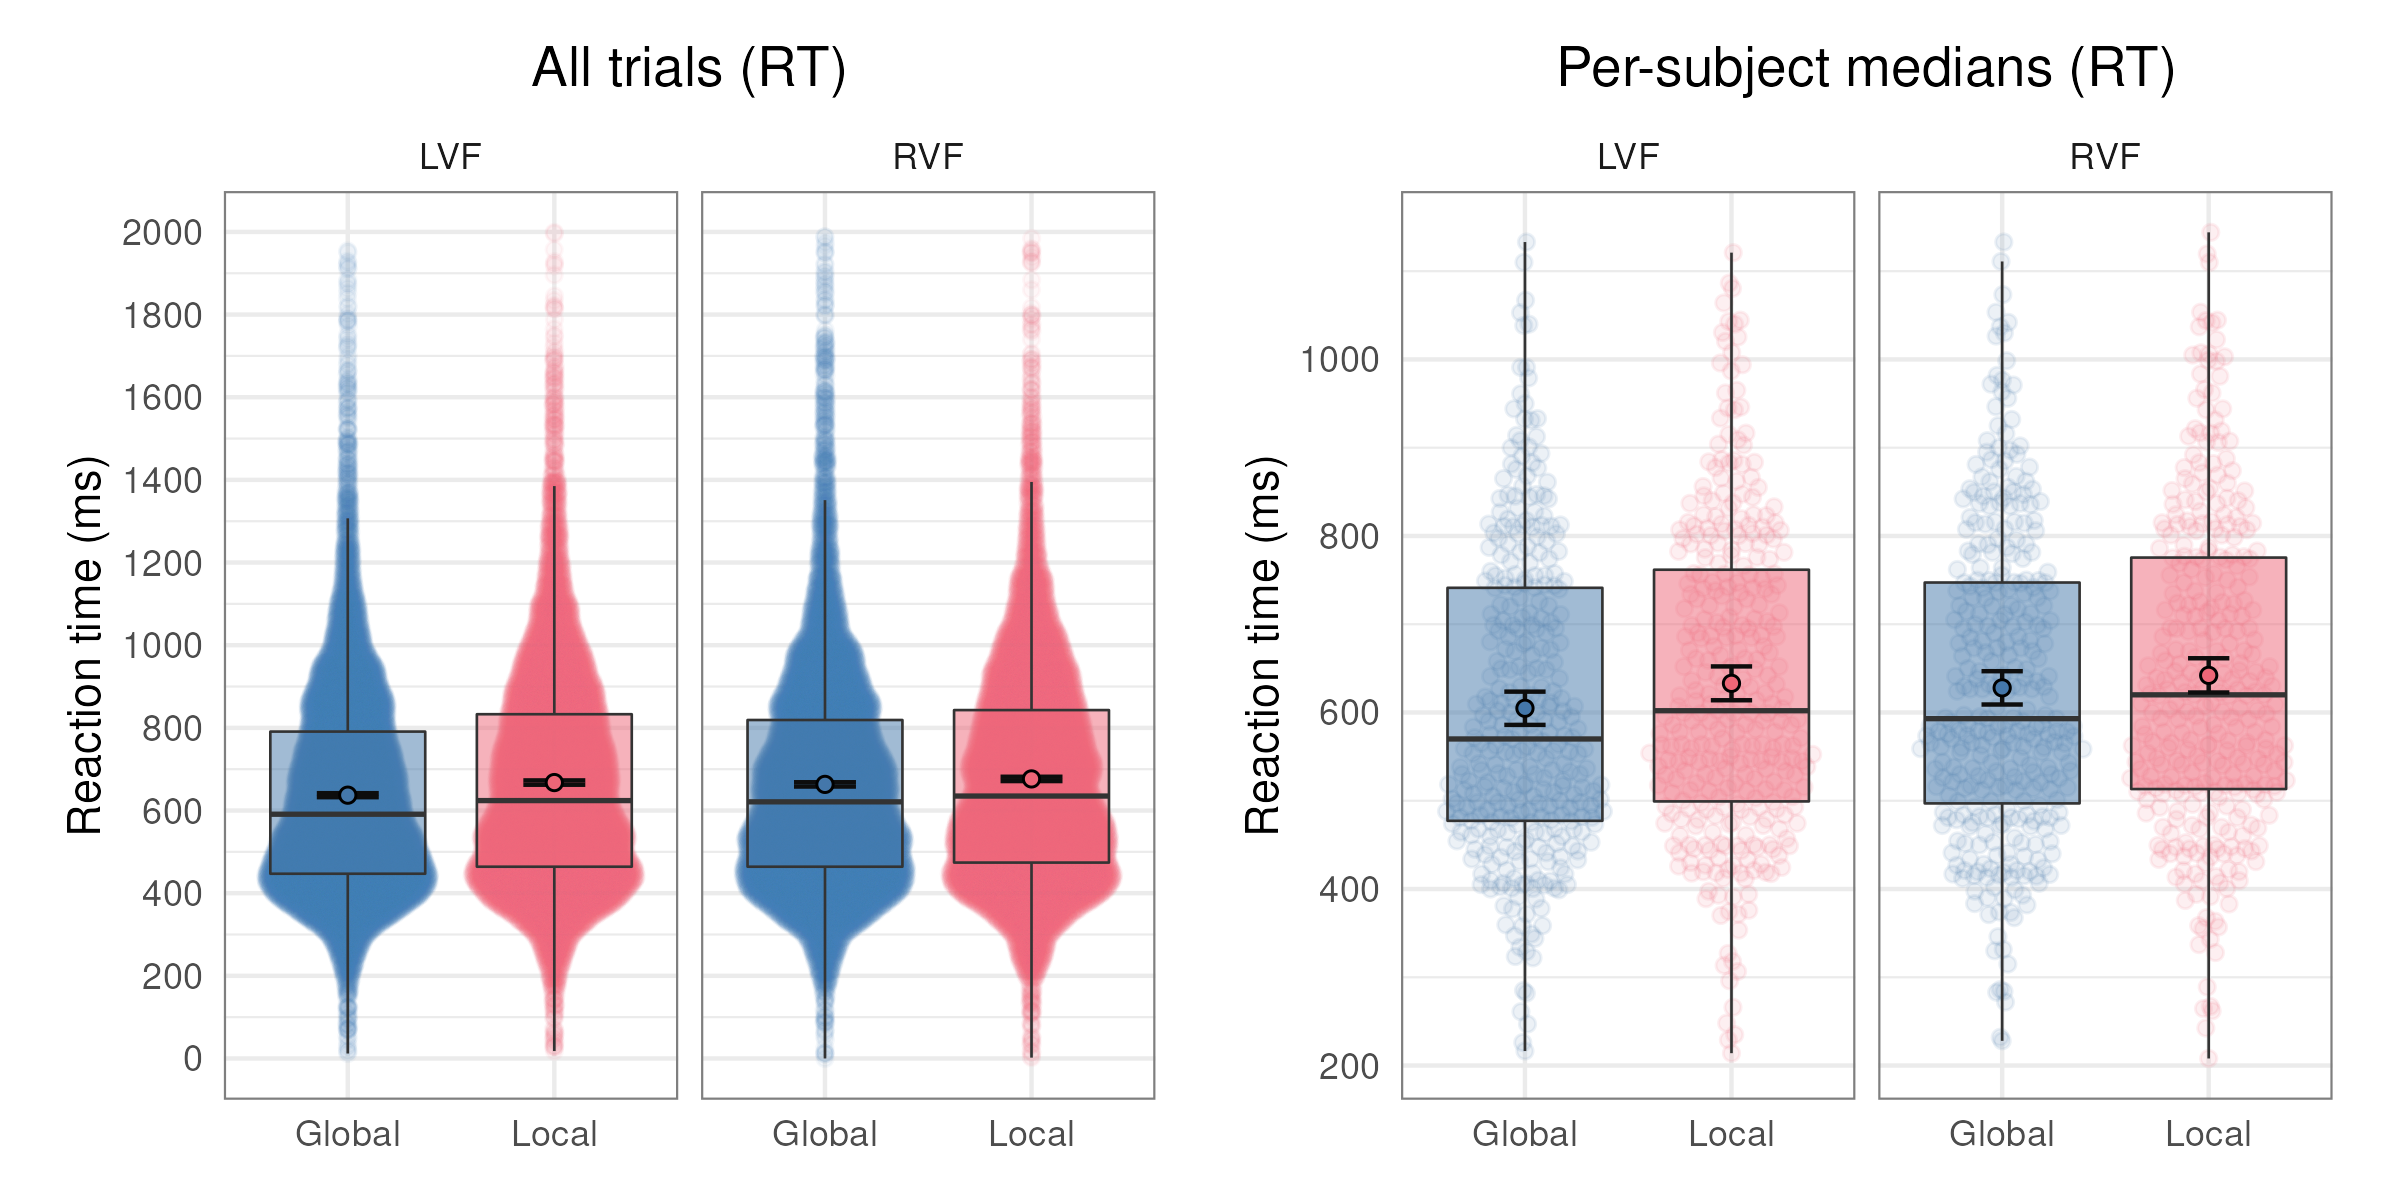 All trials (RT)
LVF
RVF
Reaction time (ms)
2000
1800
1600
1400
1200
1000
800
600
400
200
0
Global
Local
Global
Local
Per-subject medians (RT)
LVF
RVF
Reaction time (ms)
1000
800
600
400
200
Global
Local
Global
Local